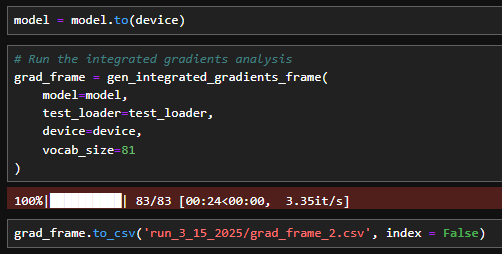 model = model.to(device)
# Run the integrated gradients analysis
grad_frame = gen_integrated_gradients_frame(
    model=model,
    test_loader=test_loader,
    device=device,
    vocab_size=81
)
100%|██████████| 83/83 [00:24<00:00,  3.35it/s]
grad_frame.to_csv('run_3_15_2025/grad_frame_2.csv', index = False)